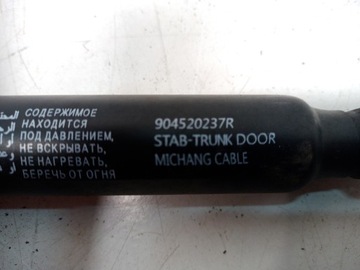 СОДЕРЖИМОЕ
НАХОДИТСЯ
ПОД ДАВЛЕНИЕМ,
НЕ ВСКРЫВАТЬ,
НЕ НАГРЕВАТЬ,
БЕРЕЧЬ ОТ ОГНЯ
904520237R
STAB-TRUNK DOOR
MICHANG CABLE